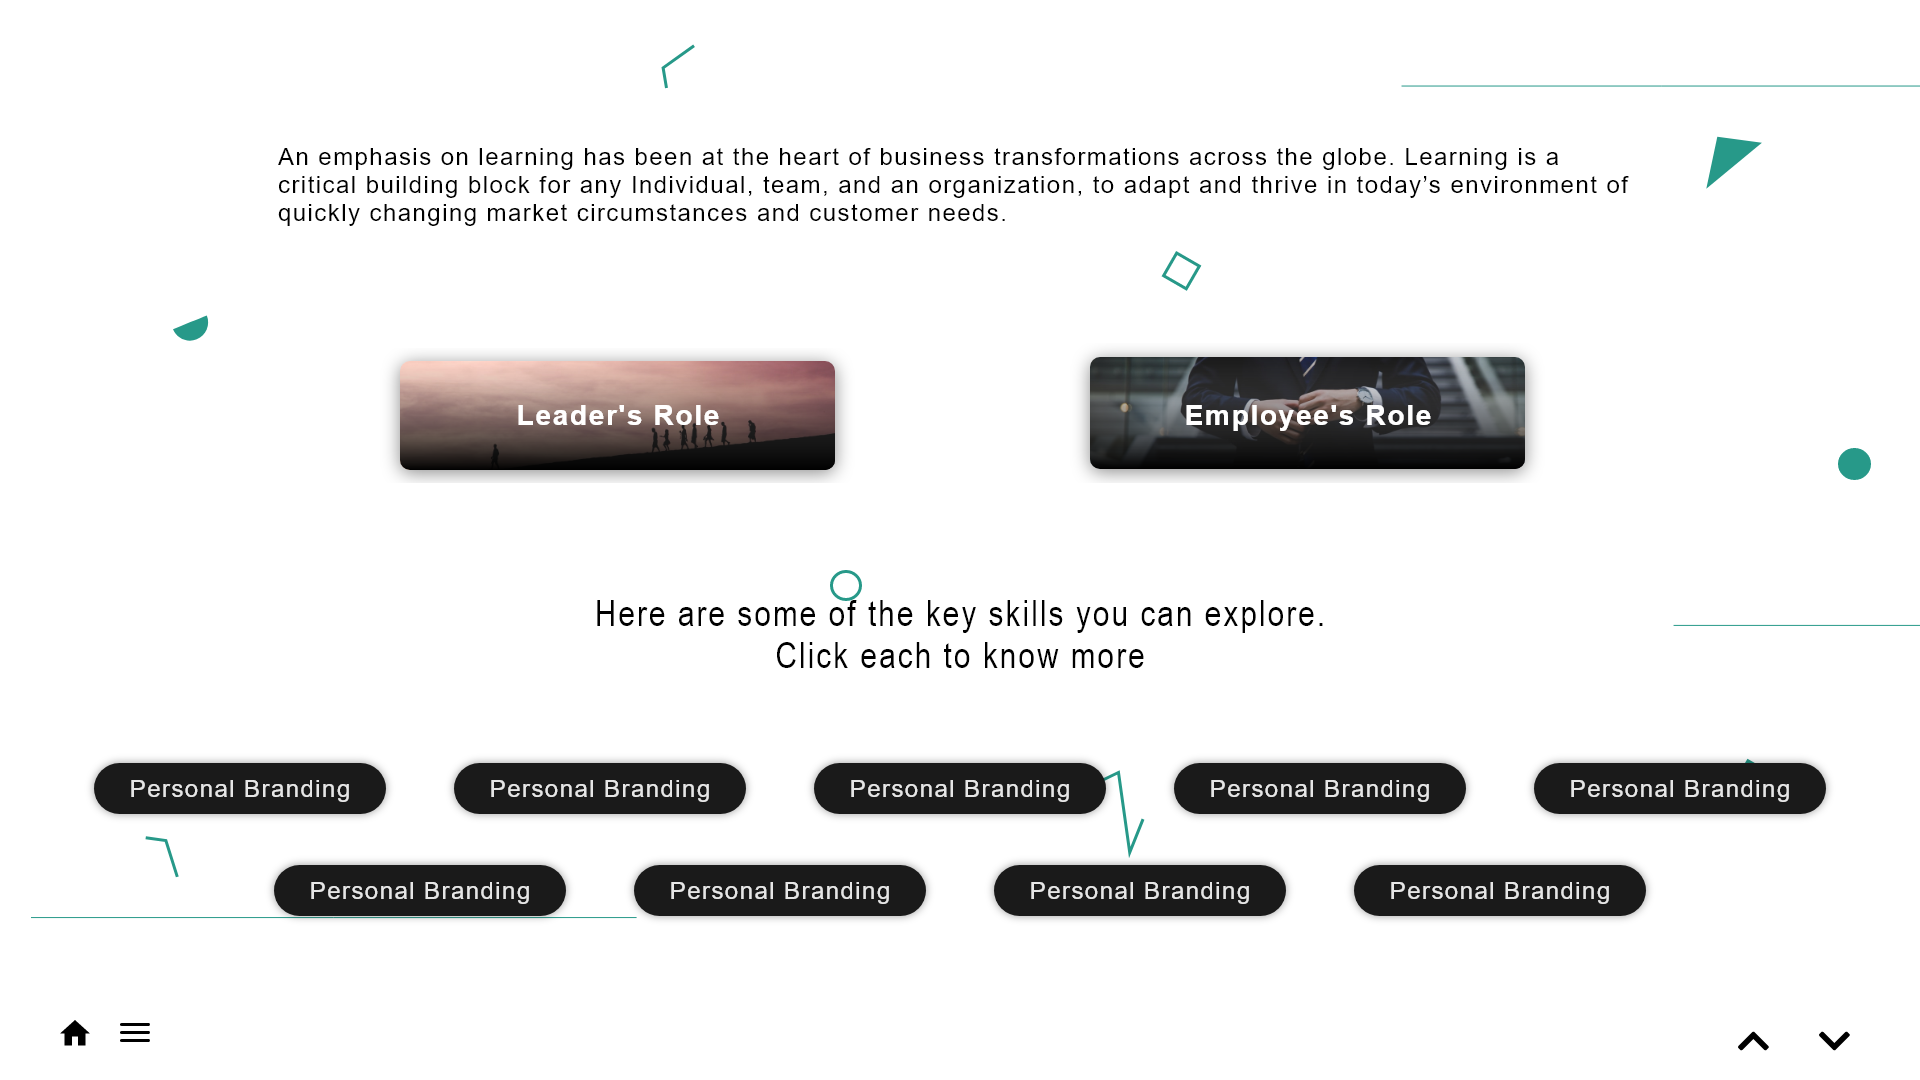 An emphasis on learning has been at the heart of business transformations across the globe. Learning is a
critical building block for any Individual, team, and an organization, to adapt and thrive in today’s environment of
quickly changing market circumstances and customer needs.
Leader's Role
Employee's Role
Here are some of the key skills you can explore.
Click each to know more
Personal Branding
Personal Branding
Personal Branding
Personal Branding
Personal Branding
Personal Branding
Personal Branding
Personal Branding
Personal Branding